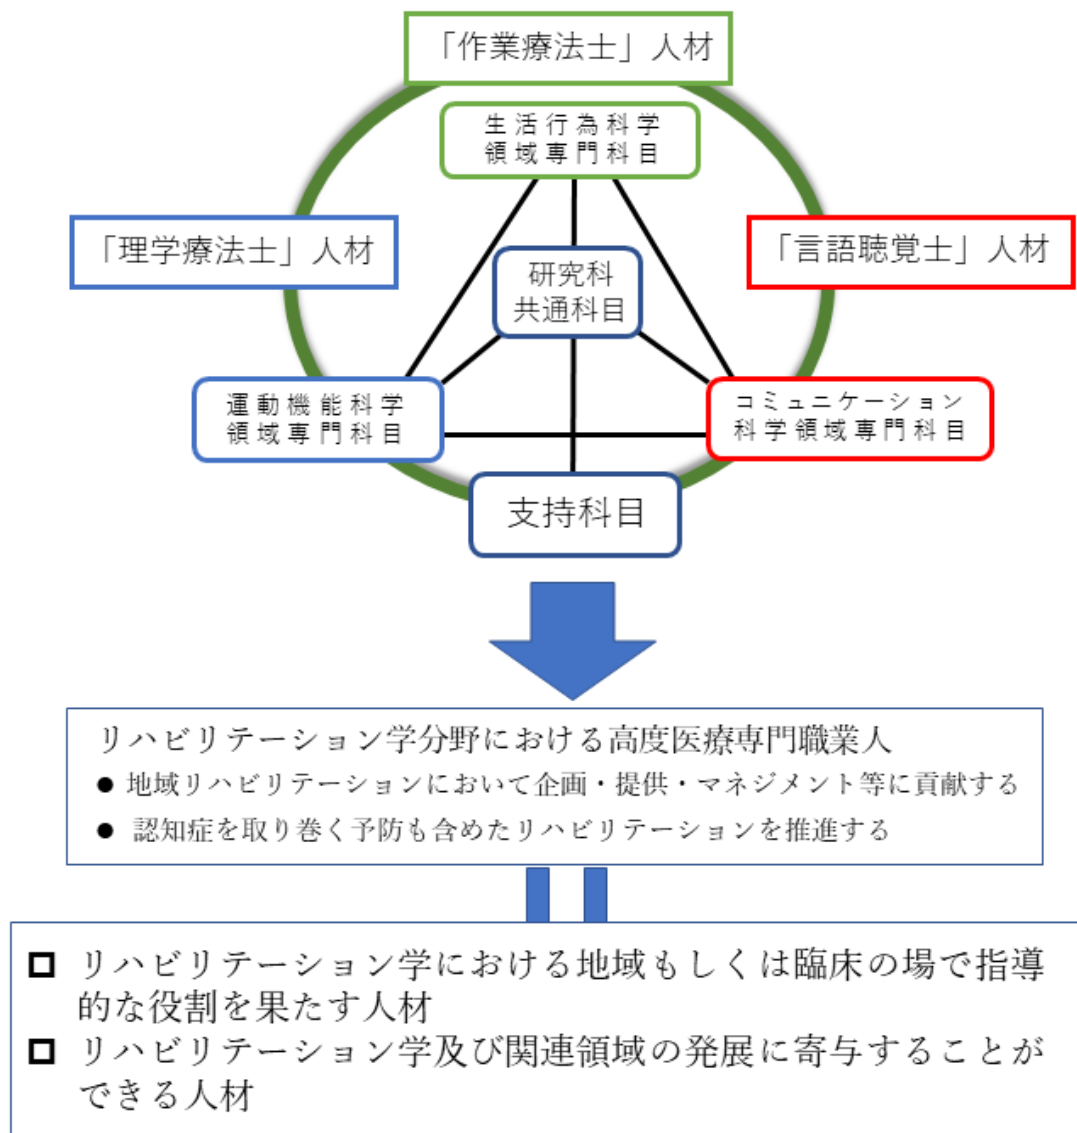 「作業療法士」人材
生活行為科学
領域専門科目
「理学療法士」人材
「言語聴覚士」人材
研究科
共通科目
運動機能科学
領域専門科目
コミュニケーション
科学領域専門科目
支持科目
リハビリテーション学分野における高度医療専門職業人
● 地域リハビリテーションにおいて企画・提供・マネジメント等に貢献する
● 認知症を取り巻く予防も含めたリハビリテーションを推進する
リハビリテーション学における地域もしくは臨床の場で指導
的な役割を果たす人材
リハビリテーション学及び関連領域の発展に寄与することが
できる人材